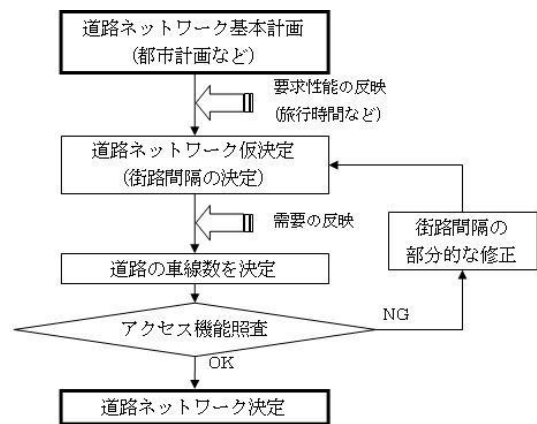 道路ネットワーク基本計画
(都市計画など)
要求性能の反映
(旅行時間など)
道路ネットワーク仮決定
(街路間隔の決定)
需要の反映
街路間隔の
部分的な修正
道路の車線数を決定
アクセス機能照査
NG
OK
道路ネットワーク決定